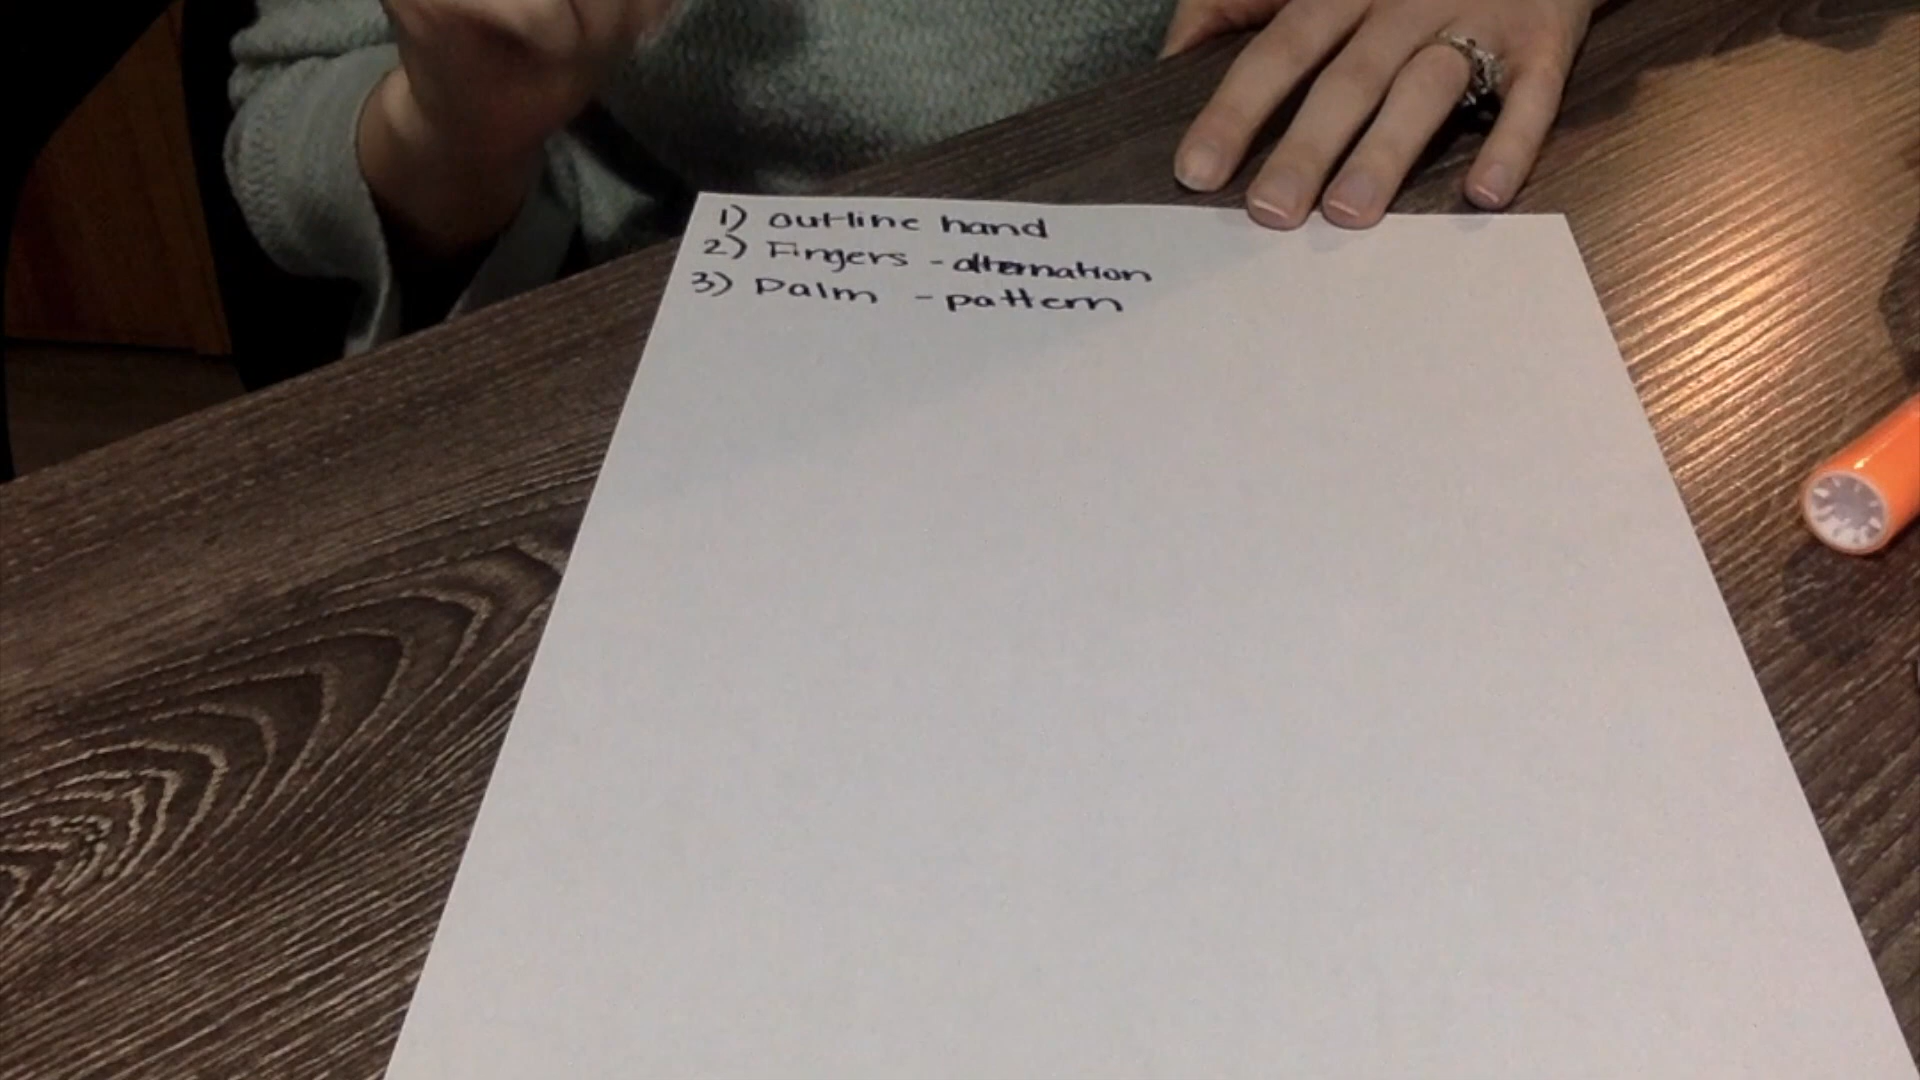 1) outline hand
2) Fingers - alternation
3) Palm - pattern